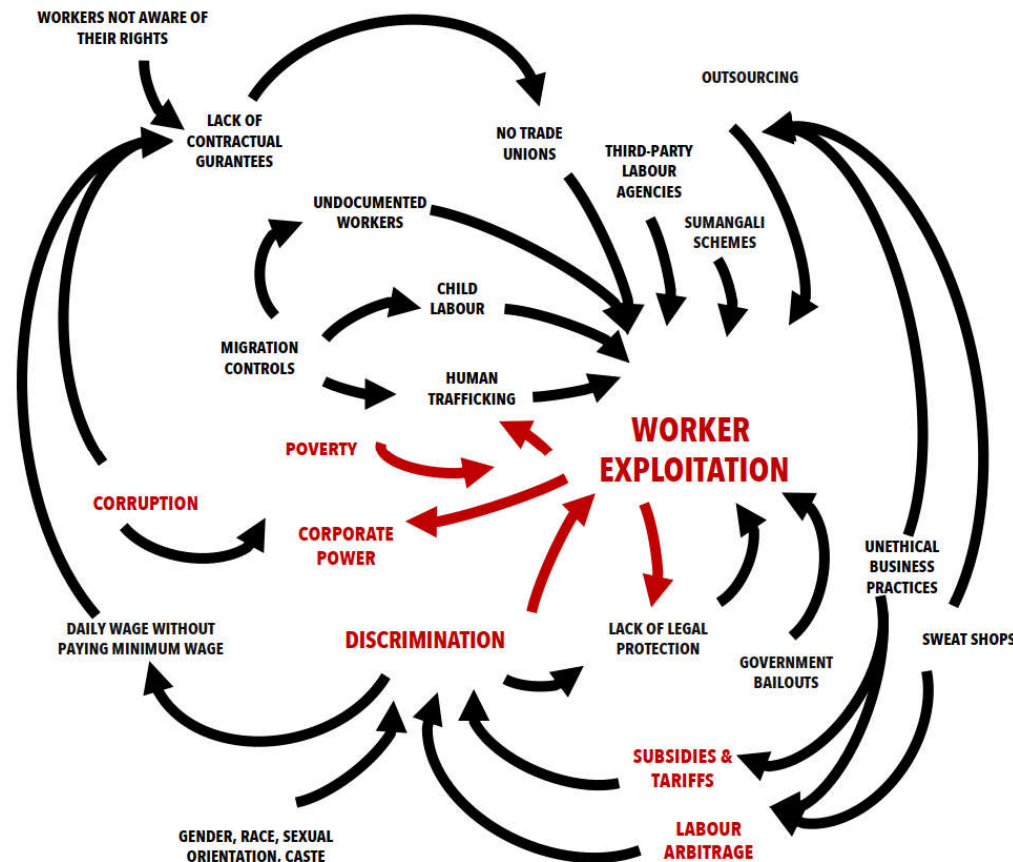 WORKERS NOT AWARE OF
THEIR RIGHTS
OUTSOURCING
LACK OF
CONTRACTUAL
GURANTEES
NO TRADE
UNIONS
THIRD-PARTY
LABOUR
AGENCIES
UNDOCUMENTED
WORKERS
SUMANGALI
SCHEMES
CHILD
LABOUR
MIGRATION
CONTROLS
HUMAN
TRAFFICKING
WORKER
EXPLOITATION
POVERTY
CORRUPTION
CORPORATE
POWER
UNETHICAL
BUSINESS
PRACTICES
DAILY WAGE WITHOUT
PAYING MINIMUM WAGE
DISCRIMINATION
LACK OF LEGAL
PROTECTION
SWEAT SHOPS
GOVERNMENT
BAILOUTS
SUBSIDIES &
TARIFFS
LABOUR
ARBITRAGE
GENDER, RACE, SEXUAL
ORIENTATION, CASTE